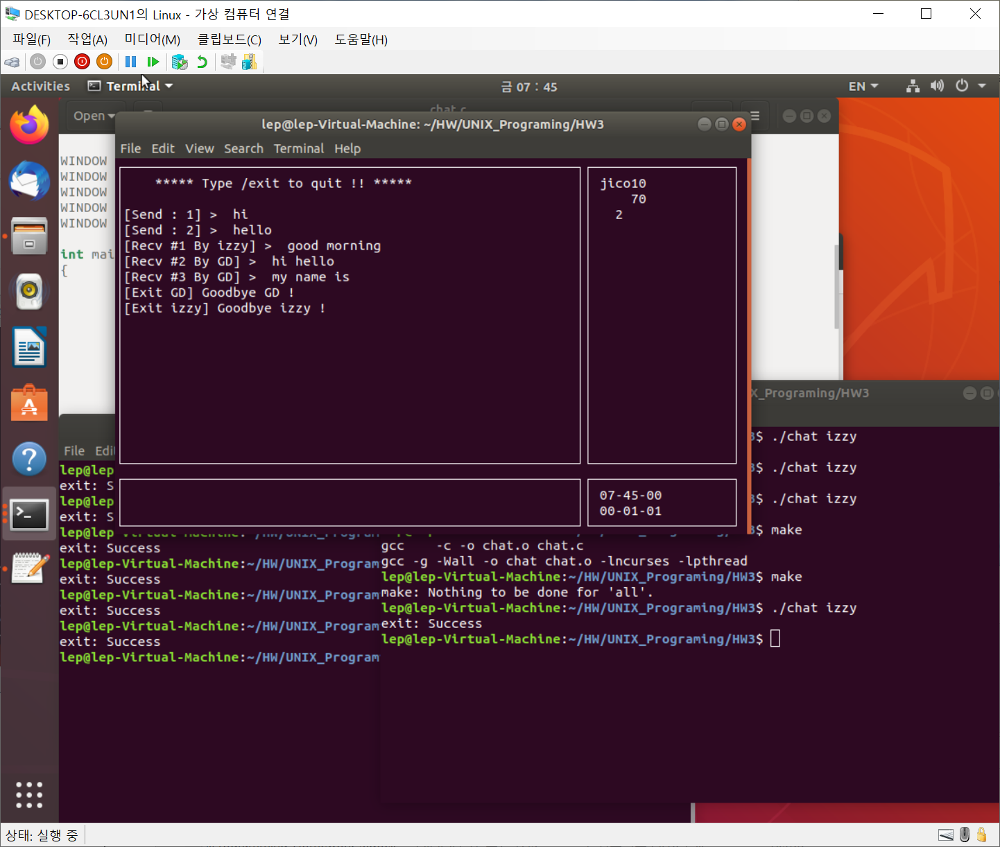 DESKTOP-6CL3UN1의 Linux - 가상 컴퓨터 연결
파일(F) 작업(A) 미디어(M) 클립보드(C) 보기(V) 도움말(H)
Activities Terminal 금 07 : 45 EN
Open chat.c
lep@lep-Virtual-Machine: ~/HW/UNIX_Programing/HW3
File Edit View Search Terminal Help
WINDOW
WINDOW
WINDOW
WINDOW
WINDOW
int mai
{
***** Type /exit to quit !! *****
[Send : 1] > hi
[Send : 2] > hello
[Recv #1 By izzy] > good morning
[Recv #2 By GD] > hi hello
[Recv #3 By GD] > my name is
[Exit GD] Goodbye GD !
[Exit izzy] Goodbye izzy !
jico10
70
2
07-45-00
00-01-01
File Edi
lep@lep
exit: S
lep@lep
exit: S
lep@lep
exit: Success
lep@lep-Virtual-Machine:~/HW/UNIX_Program
exit: Success
lep@lep-Virtual-Machine:~/HW/UNIX_Program
exit: Success
lep@lep-Virtual-Machine:~/HW/UNIX_Program
exit: Success
lep@lep-Virtual-Machine:~/HW/UNIX_Program
X_Programing/HW3
3$ ./chat izzy
3$ ./chat izzy
3$ ./chat izzy
3$ make
gcc -c -o chat.o chat.c
gcc -g -Wall -o chat chat.o -lncurses -lpthread
lep@lep-Virtual-Machine:~/HW/UNIX_Programing/HW3$ make
make: Nothing to be done for 'all'.
lep@lep-Virtual-Machine:~/HW/UNIX_Programing/HW3$ ./chat izzy
exit: Success
lep@lep-Virtual-Machine:~/HW/UNIX_Programing/HW3$
상태: 실행 중